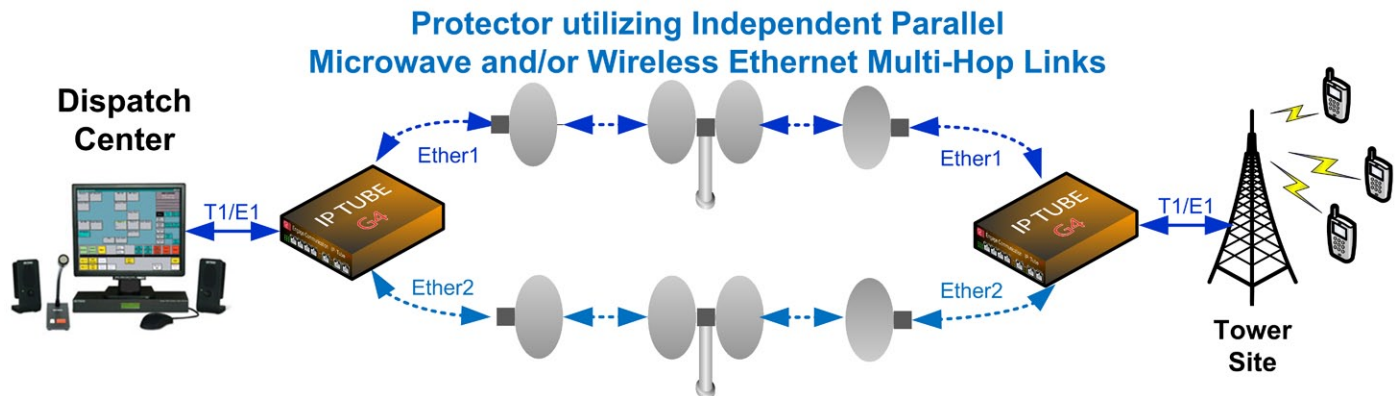 Protector utilizing Independent Parallel
Microwave and/or Wireless Ethernet Multi-Hop Links
Dispatch
Center
Ether1
Ether1
T1/E1
IP TUBE
G4
IP TUBE
G4
T1/E1
Ether2
Ether2
Tower
Site